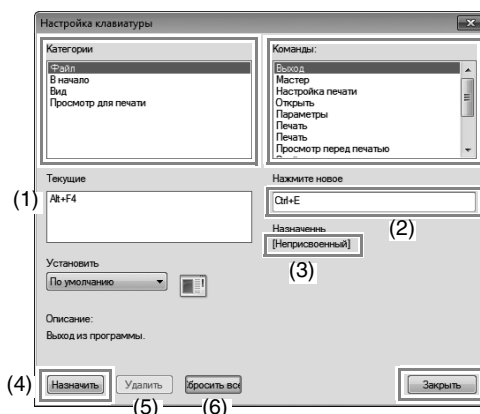 Настройка клавиатуры
Категории
Файл
В начало
Вид
Просмотр для печати
Команды:
Выход
Мастер
Настройка печати
Открыть
Параметры
Печать
Печать
Просмотр перед печатью
Текущие
(1)
Alt+F4
Нажмите новое
Ctrl+E
(2)
Назначеннь
[Неприсвоенный]
(3)
Установить
По умолчанию
Описание:
Выход из программы.
(4)
Назначить
Удалить
Сбросить все
Закрыть
(5)
(6)